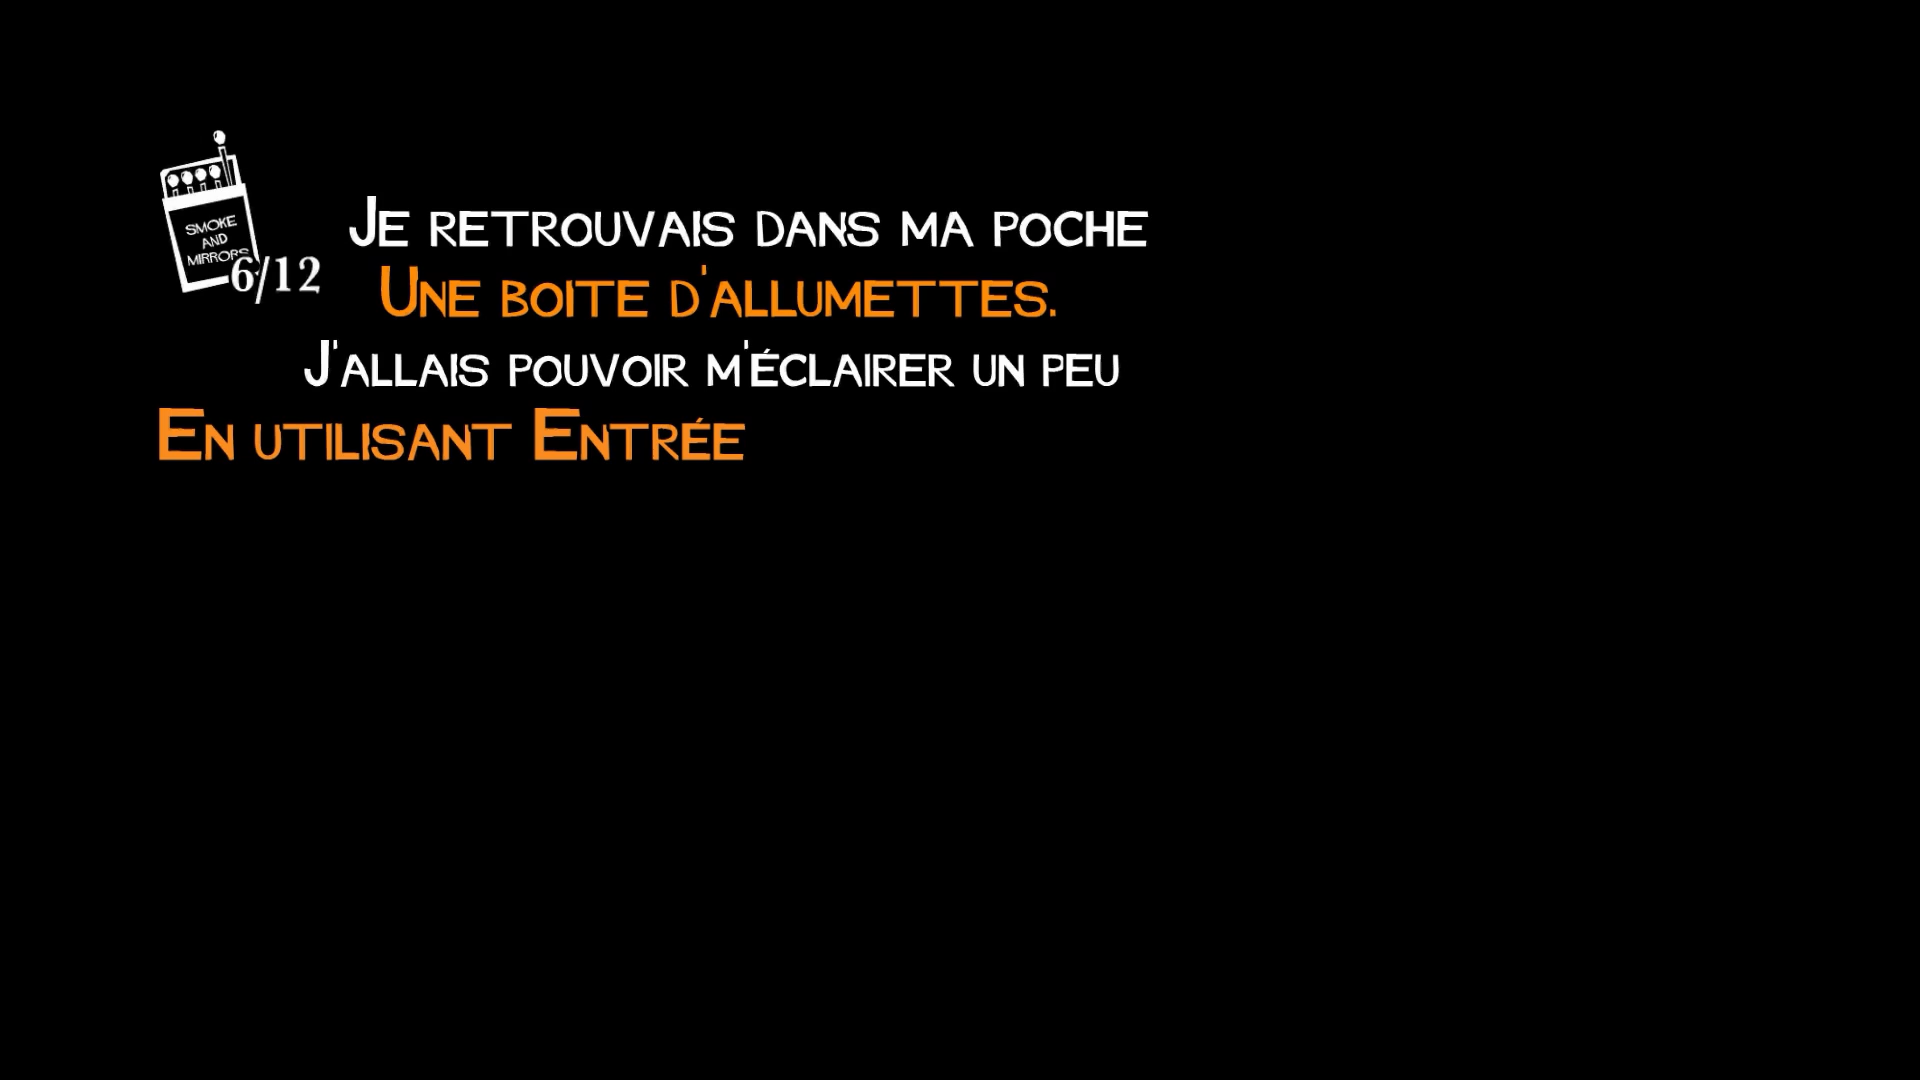 SMOKE
AND
MIRRORS
6/12
Je retrouvais dans ma poche
Une boite d'allumettes.
J'allais pouvoir m'éclairer un peu
En utilisant Entrée